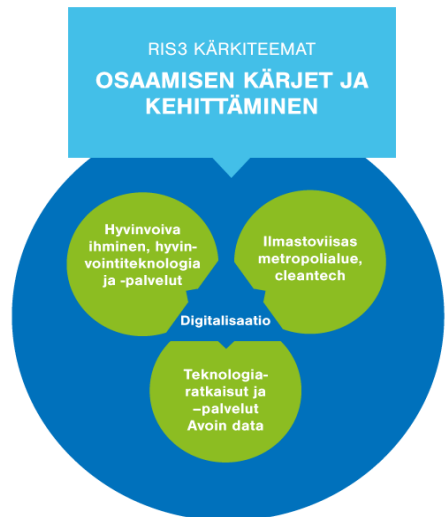 RIS3 KÄRKITEEMAT
OSAAMISEN KÄRJET JA
KEHITTÄMINEN
Hyvinvoiva
ihminen, hyvin-
vointiteknologia
ja -palvelut
Ilmastoviisas
metropolialue,
cleantech
Digitalisaatio
Teknologia-
ratkaisut ja
–palvelut
Avoin data